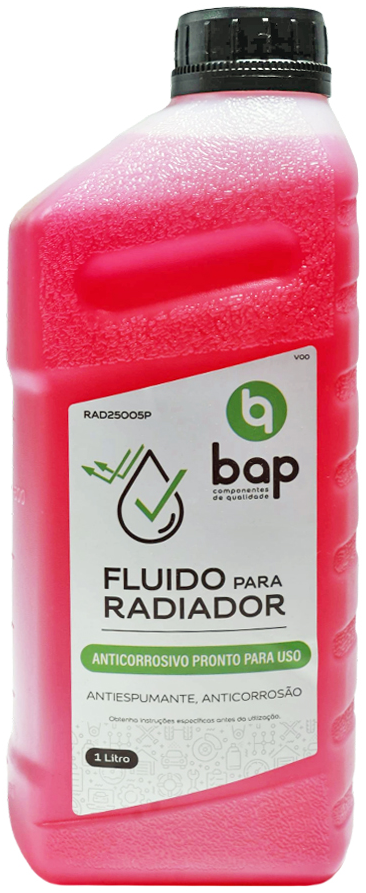 V00
RAD25005P
bap
componentes
de qualidade
FLUIDO PARA
RADIADOR
ANTICORROSIVO PRONTO PARA USO
ANTIESPUMANTE, ANTICORROSÃO
Obtenha instruções específicas antes da utilização.
1 Litro